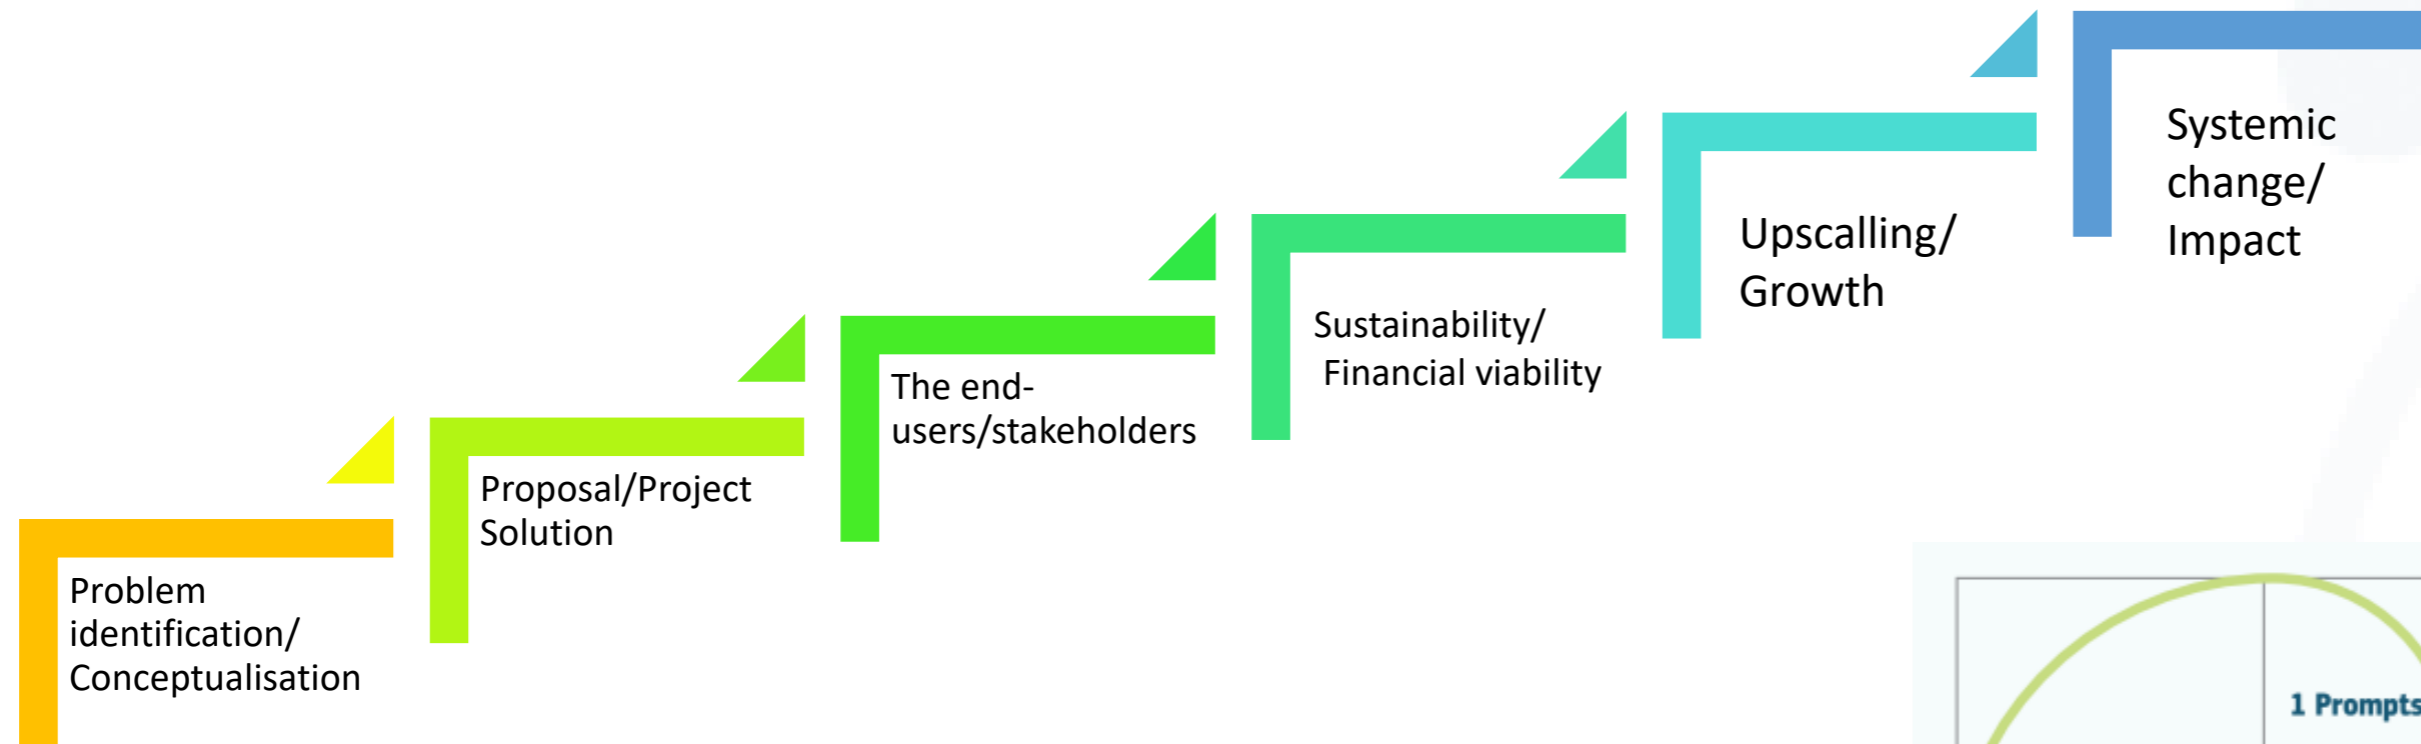 Problem
identification/
Conceptualisation
Proposal/Project
Solution
The end-
users/stakeholders
Sustainability/
Financial viability
Upscalling/
Growth
Systemic
change/
Impact
1 Prompts